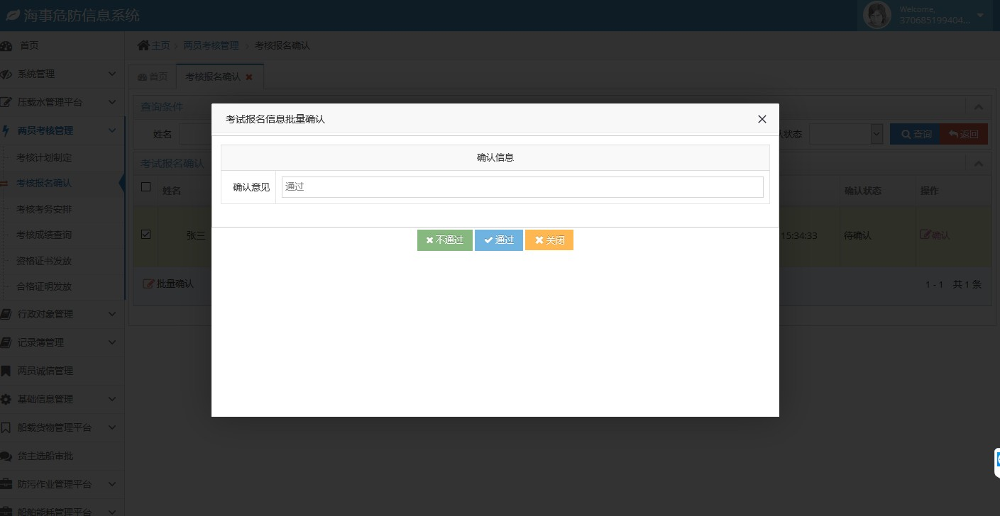 海事危防信息系统
Welcome,
370685199404...
首页
系统管理
压载水管理平台
两员考核管理
考核计划制定
考核报名确认
考核考务安排
考核成绩查询
资格证书发放
合格证明发放
行政对象管理
记录簿管理
两员诚信管理
基础信息管理
船载货物管理平台
货主选船审批
防污作业管理平台
船舶能耗管理平台
主页 > 两员考核管理 > 考核报名确认
首页 考核报名确认
查询条件
姓名 认状态 查询 返回
考试报名确认
姓名 确认状态 操作
张三 15:34:33 待确认 确认
批量确认 1 - 1 共 1 条
考试报名信息批量确认
确认信息
确认意见 通过
不通过 通过 关闭